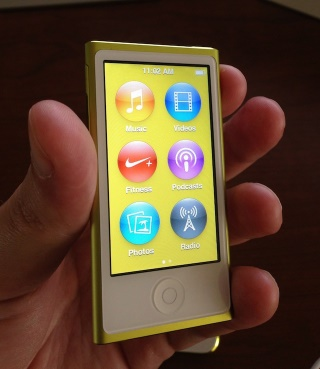 11:02 AM
Music Videos
Fitness Podcasts
Photos Radio